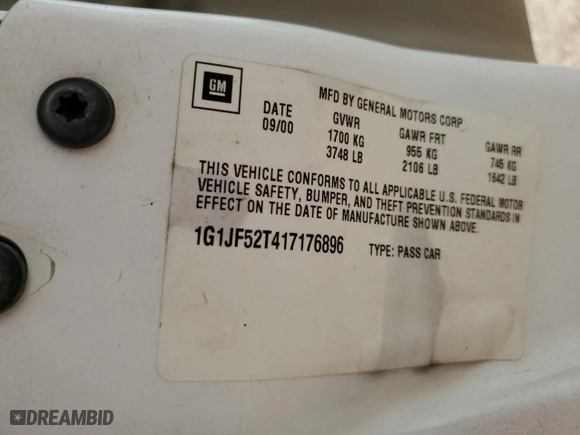 GM
MFD BY GENERAL MOTORS CORP
DATE GVWR GAWR FRT GAWR RR
09/00 1700 KG 955 KG 745 KG
3748 LB 2106 LB 1642 LB
THIS VEHICLE CONFORMS TO ALL APPLICABLE U.S. FEDERAL MOTOR
VEHICLE SAFETY, BUMPER, AND THEFT PREVENTION STANDARDS IN
EFFECT ON THE DATE OF MANUFACTURE SHOWN ABOVE.
1G1JF52T417176896 TYPE: PASS CAR
DREAMBID